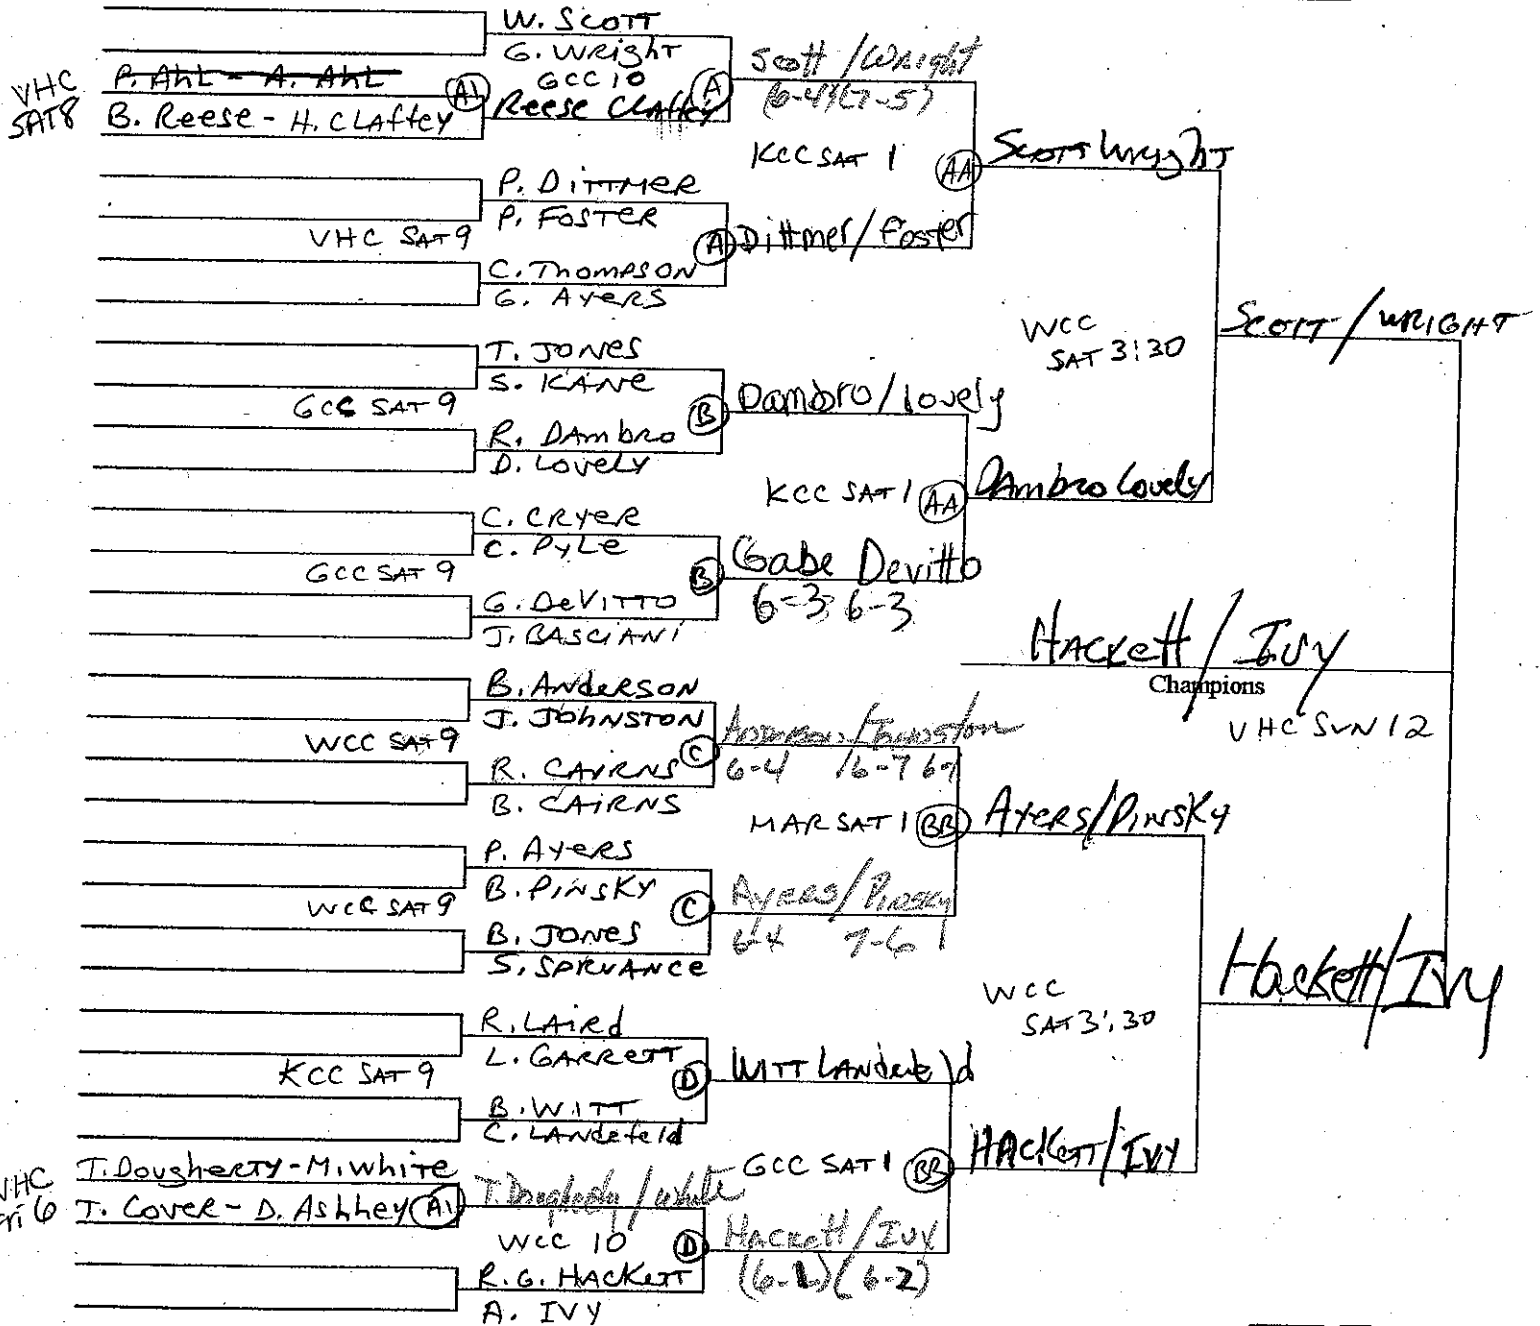 W. SCOTT
G. WRighT
VHC
SAT 8
P. AhL - A. AhL
A1
GCC 10
B. Reese - H. CLAffey
Reese Claffey
A
Scott / Wright
(6-4)(7-5)
KCC SAT 1
AA
Scott Wright
P. DiTTMER
P. FOSTER
VHC SAT 9
A
Dittmer/Foster
C. ThomPSON
G. AYERS
WCC
SAT 3:30
SCOTT / WRIGHT
T. JONES
S. KANE
GCC SAT 9
B
Dambro/lovely
R. DAmbro
D. LoveLY
KCC SAT 1
AA
DAmbro Lovely
C. CRYeR
C. PYLe
GCC SAT 9
B
Gabe Devitto
6-3 6-3
G. DeViTTO
J. BASCiANi
HACKett / IVY
Champions
VHC SUN 12
B. ANdeRSON
J. JOhNSTON
WCC SAT 9
C
Anderson/Johnston
6-4 6-7
R. CAiRNS
B. CAiRNS
MAR SAT 1
BB
AYERS/PinsKy
P. AYERS
B. PiNSKY
WCC SAT 9
C
Ayers/Pinsky
6-4 7-6
B. JONES
S. SPRUANCE
WCC
SAT 3:30
Hackett/Ivy
R. LAiRd
L. GARRETT
KCC SAT 9
D
WITT LANdefeld
B. WITT
C. LANdefeld
GCC SAT 1
BB
HACKETT/IVY
VHC
Fri 6
T. DougheRTY - M. white
T. Cover - D. AshLey
A1
T. Dougherty / white
WCC 10
D
Hackett / IVY
(6-2)
R. G. HACKeTT
A. IVY